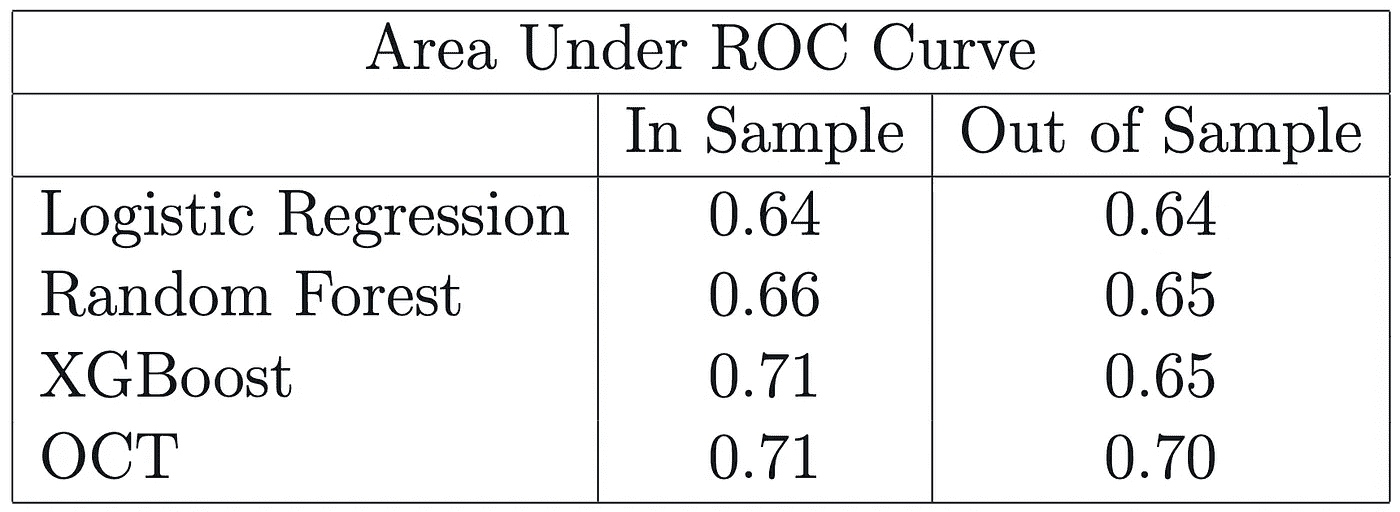 Area Under ROC Curve
In Sample Out of Sample
Logistic Regression 0.64 0.64
Random Forest 0.66 0.65
XGBoost 0.71 0.65
OCT 0.71 0.70